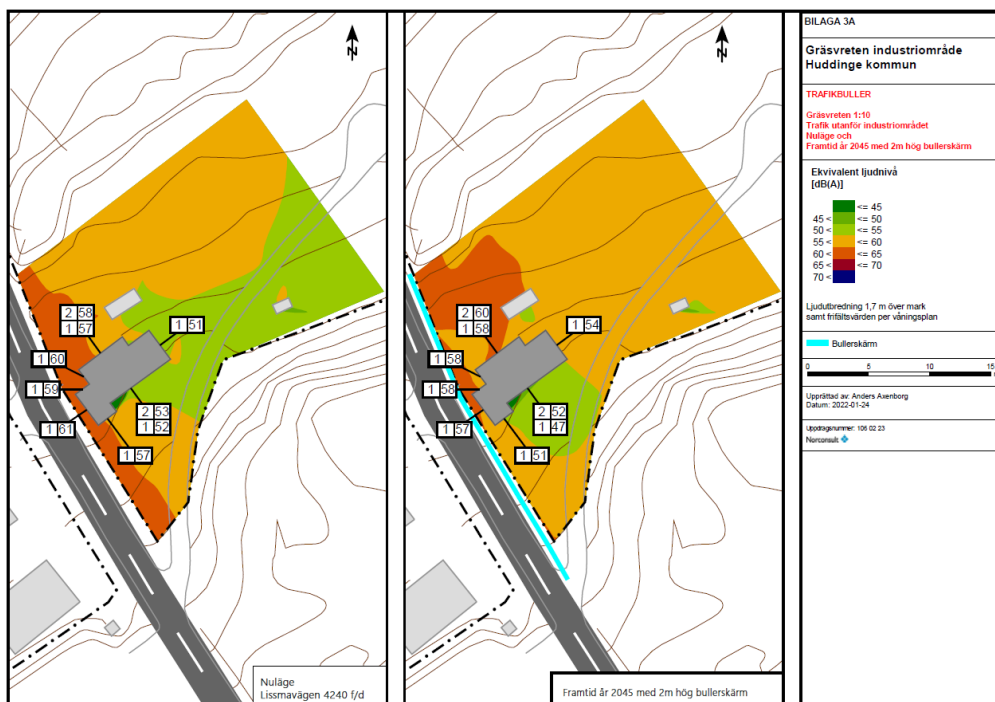 N
2 58
1 57
1 51
1 60
1 59
1 61
2 53
1 52
1 57
Nuläge
Lissmavägen 4240 f/d
N
2 60
1 58
1 54
1 58
1 58
1 57
2 52
1 47
1 51
Framtid år 2045 med 2m hög bullerskärm
BILAGA 3A
Gräsvreten industriområde
Huddinge kommun
TRAFIKBULLER
Gräsvreten 1:10
Trafik utanför industriområdet
Nuläge och
Framtid år 2045 med 2m hög bullerskärm
Ekvivalent ljudnivå
[dB(A)]
<= 45
45 < <= 50
50 < <= 55
55 < <= 60
60 < <= 65
65 < <= 70
70 <
Ljudutbredning 1,7 m över mark
samt frifältsvärden per våningsplan
Bullerskärm
0 5 10 15
Upprättad av: Anders Axenborg
Datum: 2022-01-24
Uppdragsnummer: 106 02 23
Norconsult